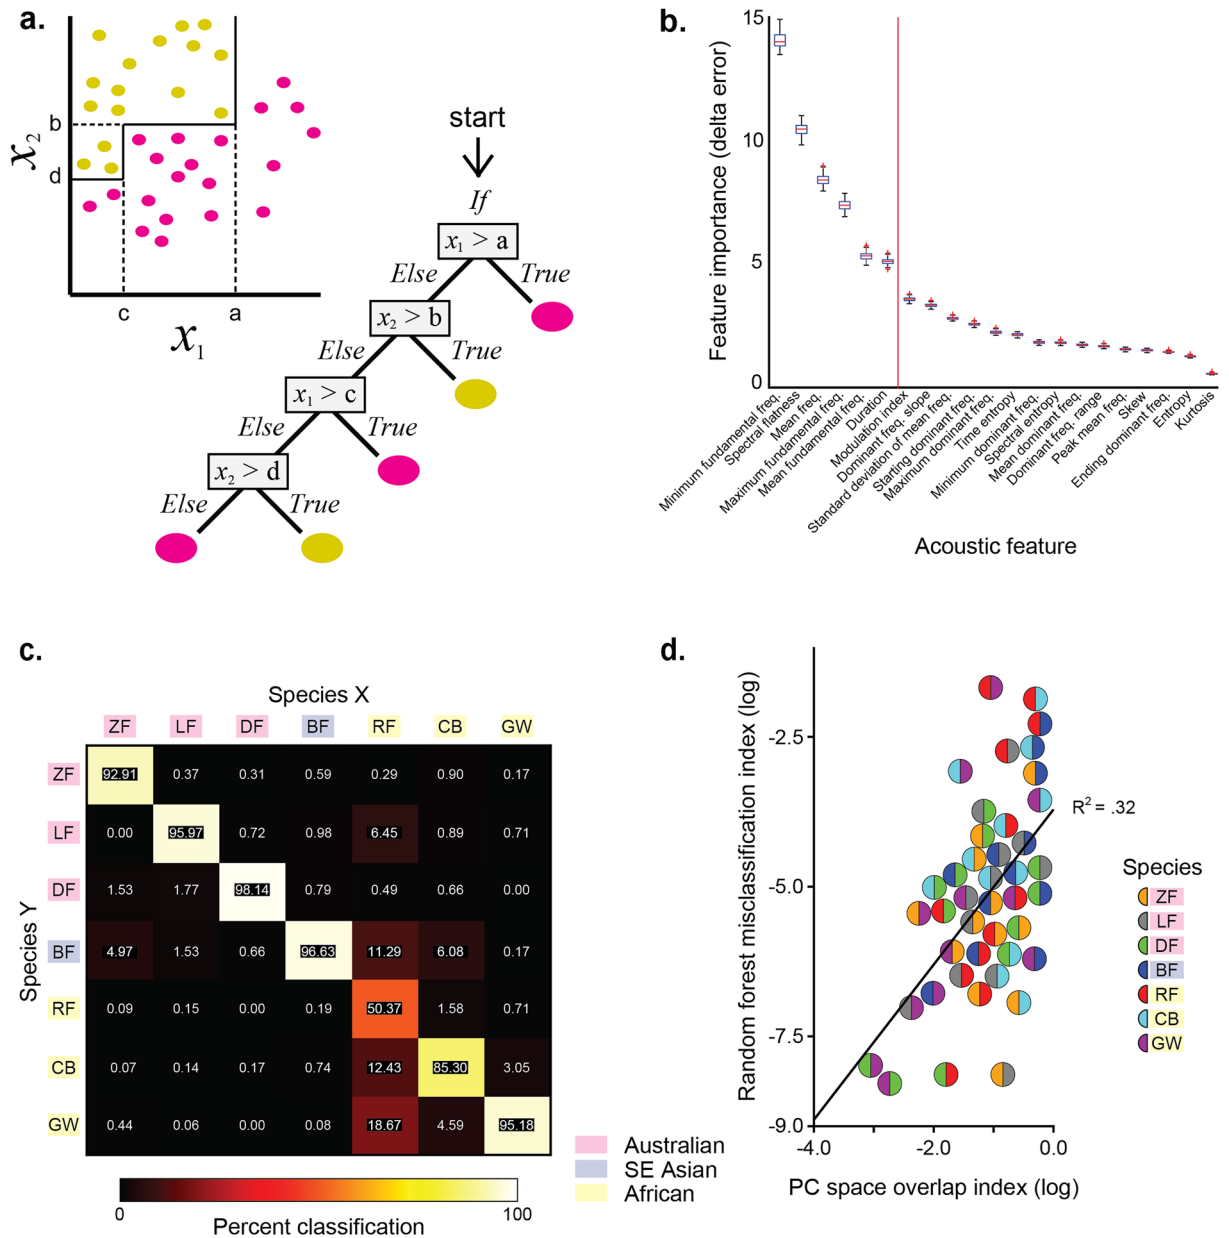 a.
x2
b
d
c
a
x1
start
If
x1 > a
Else
True
x2 > b
Else
True
x1 > c
Else
True
x2 > d
Else
True
b.
Feature importance (delta error)
15
10
5
0
Minimum fundamental freq.
Spectral flatness
Mean freq.
Maximum fundamental freq.
Mean fundamental freq.
Duration
Modulation index
Dominant freq. slope
Standard deviation of mean freq.
Starting dominant freq.
Maximum dominant freq.
Time entropy
Minimum dominant freq.
Spectral entropy
Mean dominant freq.
Dominant freq. range
Peak mean freq.
Skew
Ending dominant freq.
Entropy
Kurtosis
Acoustic feature
c.
Species X
ZF LF DF BF RF CB GW
Species Y
ZF 92.91 0.37 0.31 0.59 0.29 0.90 0.17
LF 0.00 95.97 0.72 0.98 6.45 0.89 0.71
DF 1.53 1.77 98.14 0.79 0.49 0.66 0.00
BF 4.97 1.53 0.66 96.63 11.29 6.08 0.17
RF 0.09 0.15 0.00 0.19 50.37 1.58 0.71
CB 0.07 0.14 0.17 0.74 12.43 85.30 3.05
GW 0.44 0.06 0.00 0.08 18.67 4.59 95.18
0 100
Percent classification
Australian
SE Asian
African
d.
Random forest misclassification index (log)
-2.5
-5.0
-7.5
-9.0
-4.0 -2.0 0.0
PC space overlap index (log)
R2 = .32
Species
ZF
LF
DF
BF
RF
CB
GW